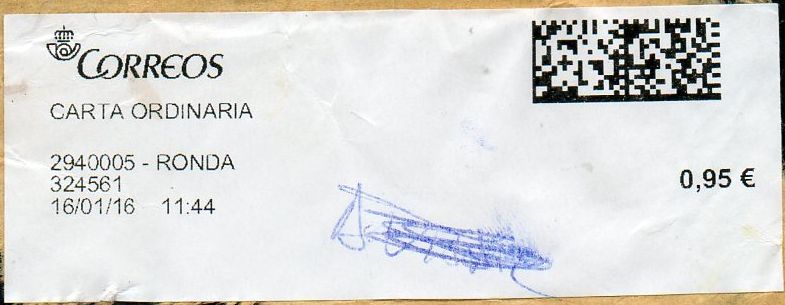 CORREOS
CARTA ORDINARIA
2940005 - RONDA
324561
16/01/16 11:44
0,95 €